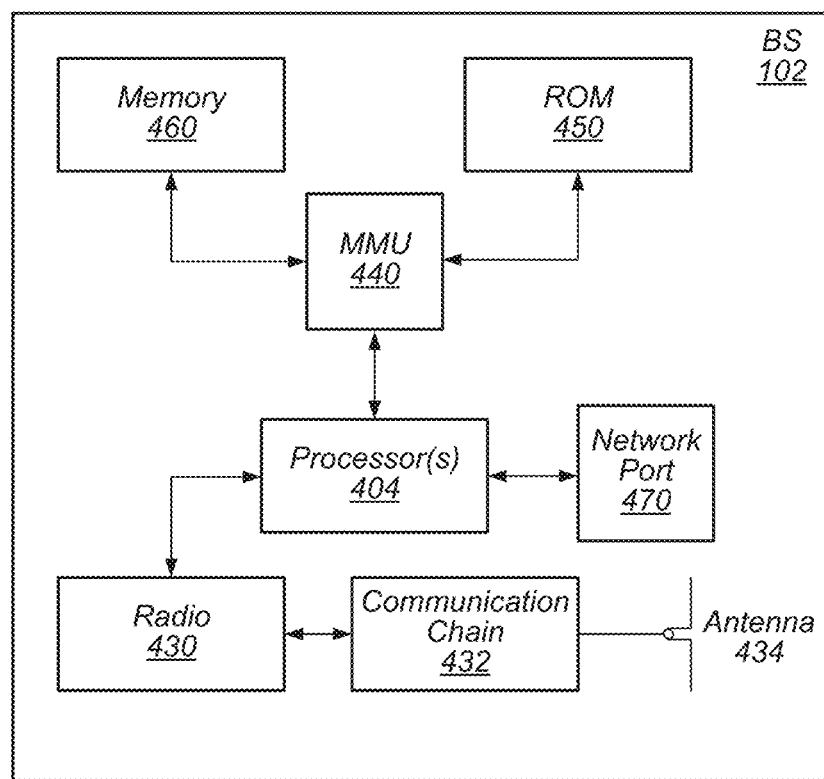 BS
102
Memory
460
ROM
450
MMU
440
Processor(s)
404
Network
Port
470
Radio
430
Communication
Chain
432
Antenna
434